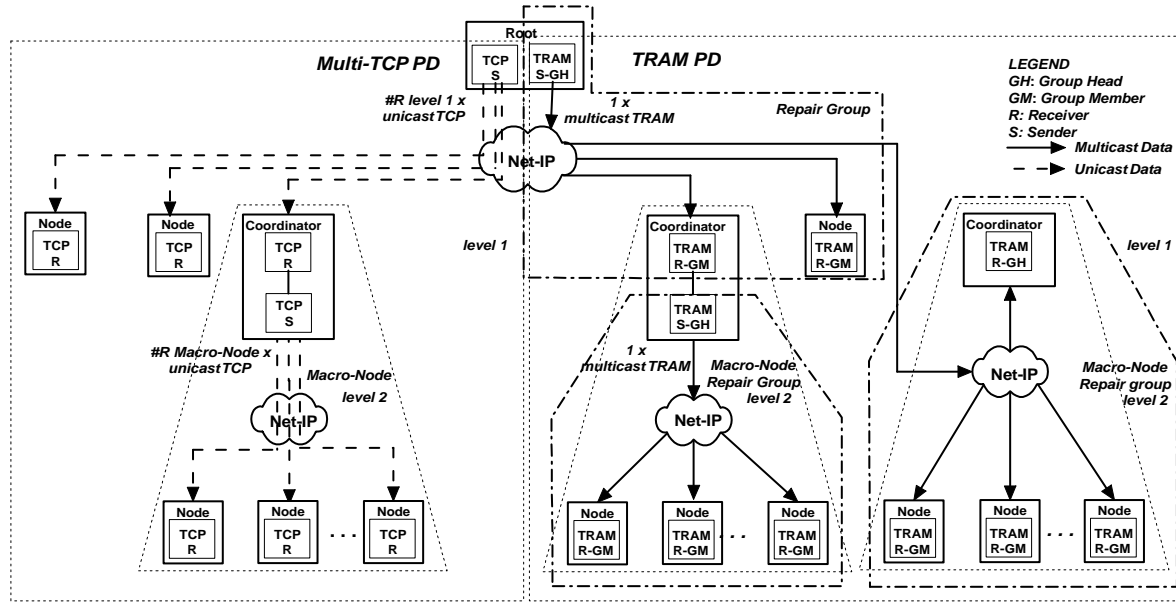 Root
TCP
S
TRAM
S-GH
Multi-TCP PD
TRAM PD
LEGEND
GH: Group Head
GM: Group Member
R: Receiver
S: Sender
Multicast Data
Unicast Data
#R level 1 x
unicast TCP
1 x
multicast TRAM
Repair Group
Net-IP
Node
TCP
R
Node
TCP
R
Coordinator
TCP
R
TCP
S
level 1
Coordinator
TRAM
R-GM
TRAM
S-GH
Node
TRAM
R-GM
Coordinator
TRAM
R-GH
level 1
#R Macro-Node x
unicast TCP
Macro-Node
level 2
Net-IP
1 x
multicast TRAM
Macro-Node
Repair Group
level 2
Net-IP
Net-IP
Macro-Node
Repair group
level 2
Node
TCP
R
Node
TCP
R
. . .
Node
TCP
R
Node
TRAM
R-GM
Node
TRAM
R-GM
. . .
Node
TRAM
R-GM
Node
TRAM
R-GM
Node
TRAM
R-GM
. . .
Node
TRAM
R-GM